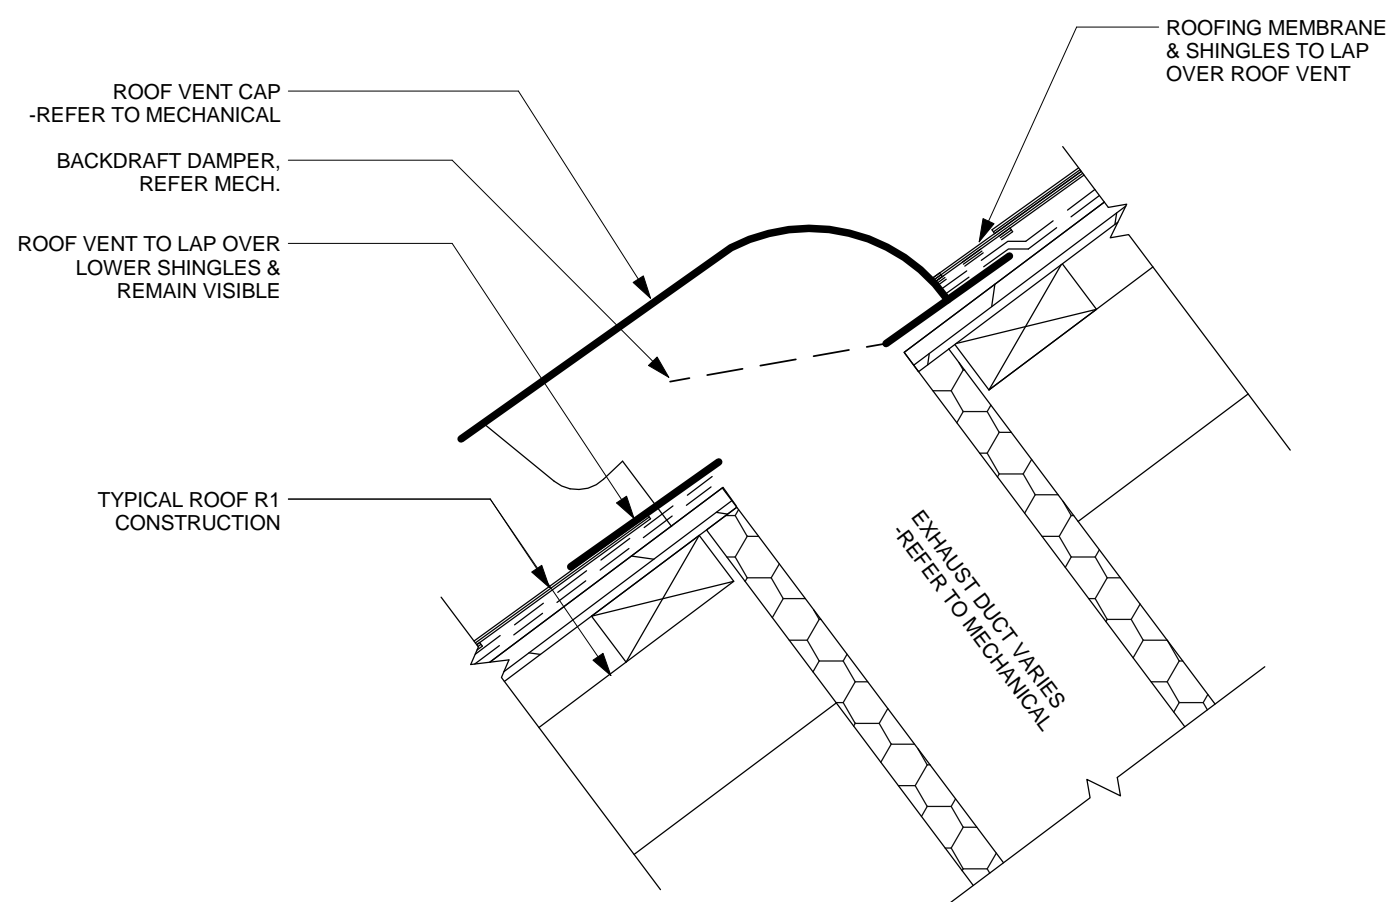 ROOFING MEMBRANE
& SHINGLES TO LAP
OVER ROOF VENT
ROOF VENT CAP
-REFER TO MECHANICAL
BACKDRAFT DAMPER,
REFER MECH.
ROOF VENT TO LAP OVER
LOWER SHINGLES &
REMAIN VISIBLE
TYPICAL ROOF R1
CONSTRUCTION
EXHAUST DUCT VARIES
-REFER TO MECHANICAL